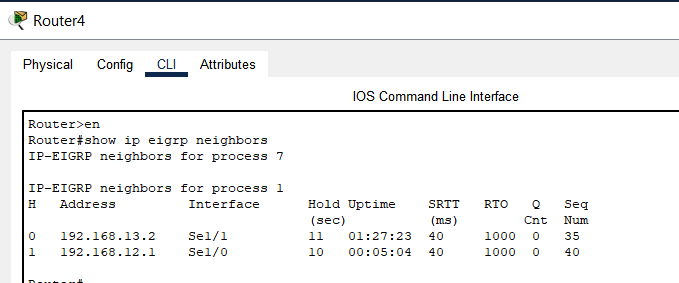 Router4
Physical Config CLI Attributes
IOS Command Line Interface
Router>en
Router#show ip eigrp neighbors
IP-EIGRP neighbors for process 7
IP-EIGRP neighbors for process 1
H Address Interface Hold Uptime SRTT RTO Q Seq
(sec) (ms) Cnt Num
0 192.168.13.2 Se1/1 11 01:27:23 40 1000 0 35
1 192.168.12.1 Se1/0 10 00:05:04 40 1000 0 40
Router#